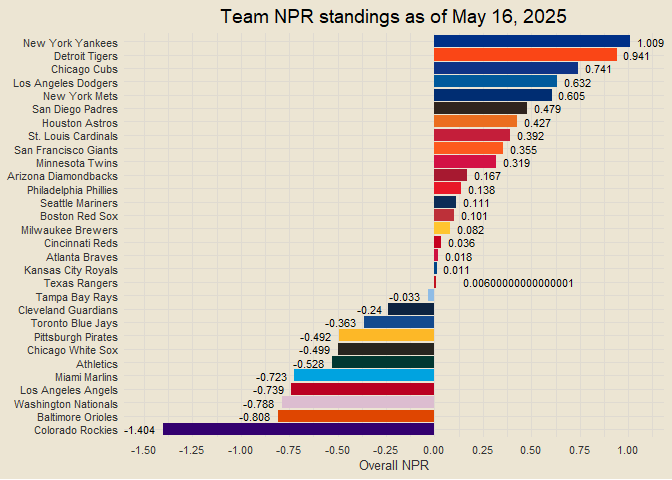 Team NPR standings as of May 16, 2025
New York Yankees 1.009
Detroit Tigers 0.941
Chicago Cubs 0.741
Los Angeles Dodgers 0.632
New York Mets 0.605
San Diego Padres 0.479
Houston Astros 0.427
St. Louis Cardinals 0.392
San Francisco Giants 0.355
Minnesota Twins 0.319
Arizona Diamondbacks 0.167
Philadelphia Phillies 0.138
Seattle Mariners 0.111
Boston Red Sox 0.101
Milwaukee Brewers 0.082
Cincinnati Reds 0.036
Atlanta Braves 0.018
Kansas City Royals 0.011
Texas Rangers 0.00600000000000001
Tampa Bay Rays -0.033
Cleveland Guardians -0.24
Toronto Blue Jays -0.363
Pittsburgh Pirates -0.492
Chicago White Sox -0.499
Athletics -0.528
Miami Marlins -0.723
Los Angeles Angels -0.739
Washington Nationals -0.788
Baltimore Orioles -0.808
Colorado Rockies -1.404
-1.50 -1.25 -1.00 -0.75 -0.50 -0.25 0.00 0.25 0.50 0.75 1.00
Overall NPR